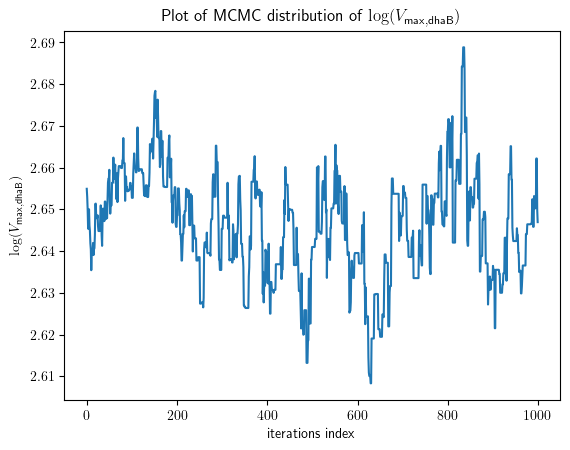 Plot of MCMC distribution of log(V_max,dhaB)
log(V_max,dhaB)
2.69
2.68
2.67
2.66
2.65
2.64
2.63
2.62
2.61
0 200 400 600 800 1000
iterations index